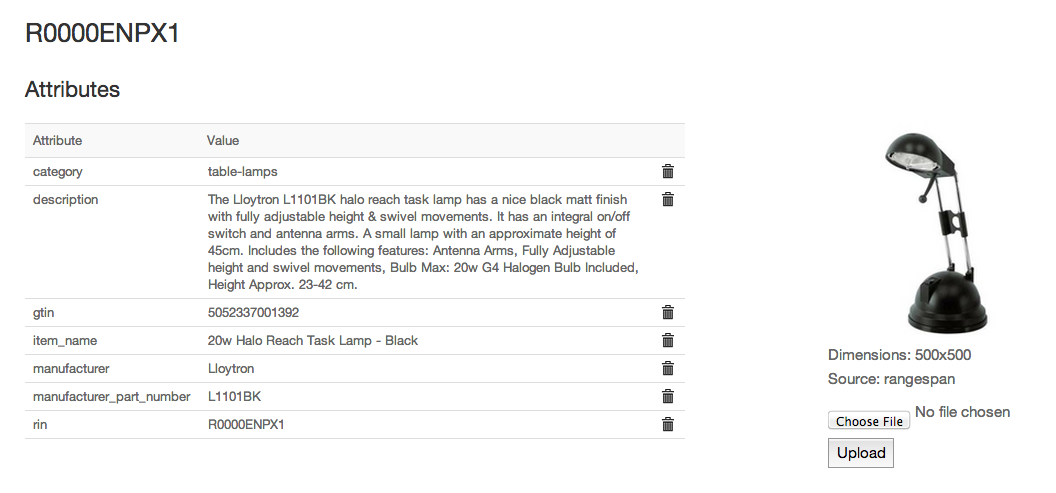 R0000ENPX1
Attributes
Attribute Value
category table-lamps
description The Lloytron L1101BK halo reach task lamp has a nice black matt finish
with fully adjustable height & swivel movements. It has an integral on/off
switch and antenna arms. A small lamp with an approximate height of
45cm. Includes the following features: Antenna Arms, Fully Adjustable
height and swivel movements, Bulb Max: 20w G4 Halogen Bulb Included,
Height Approx. 23-42 cm.
gtin 5052337001392
item_name 20w Halo Reach Task Lamp - Black
manufacturer Lloytron
manufacturer_part_number L1101BK
rin R0000ENPX1
Dimensions: 500x500
Source: rangespan
Choose File No file chosen
Upload